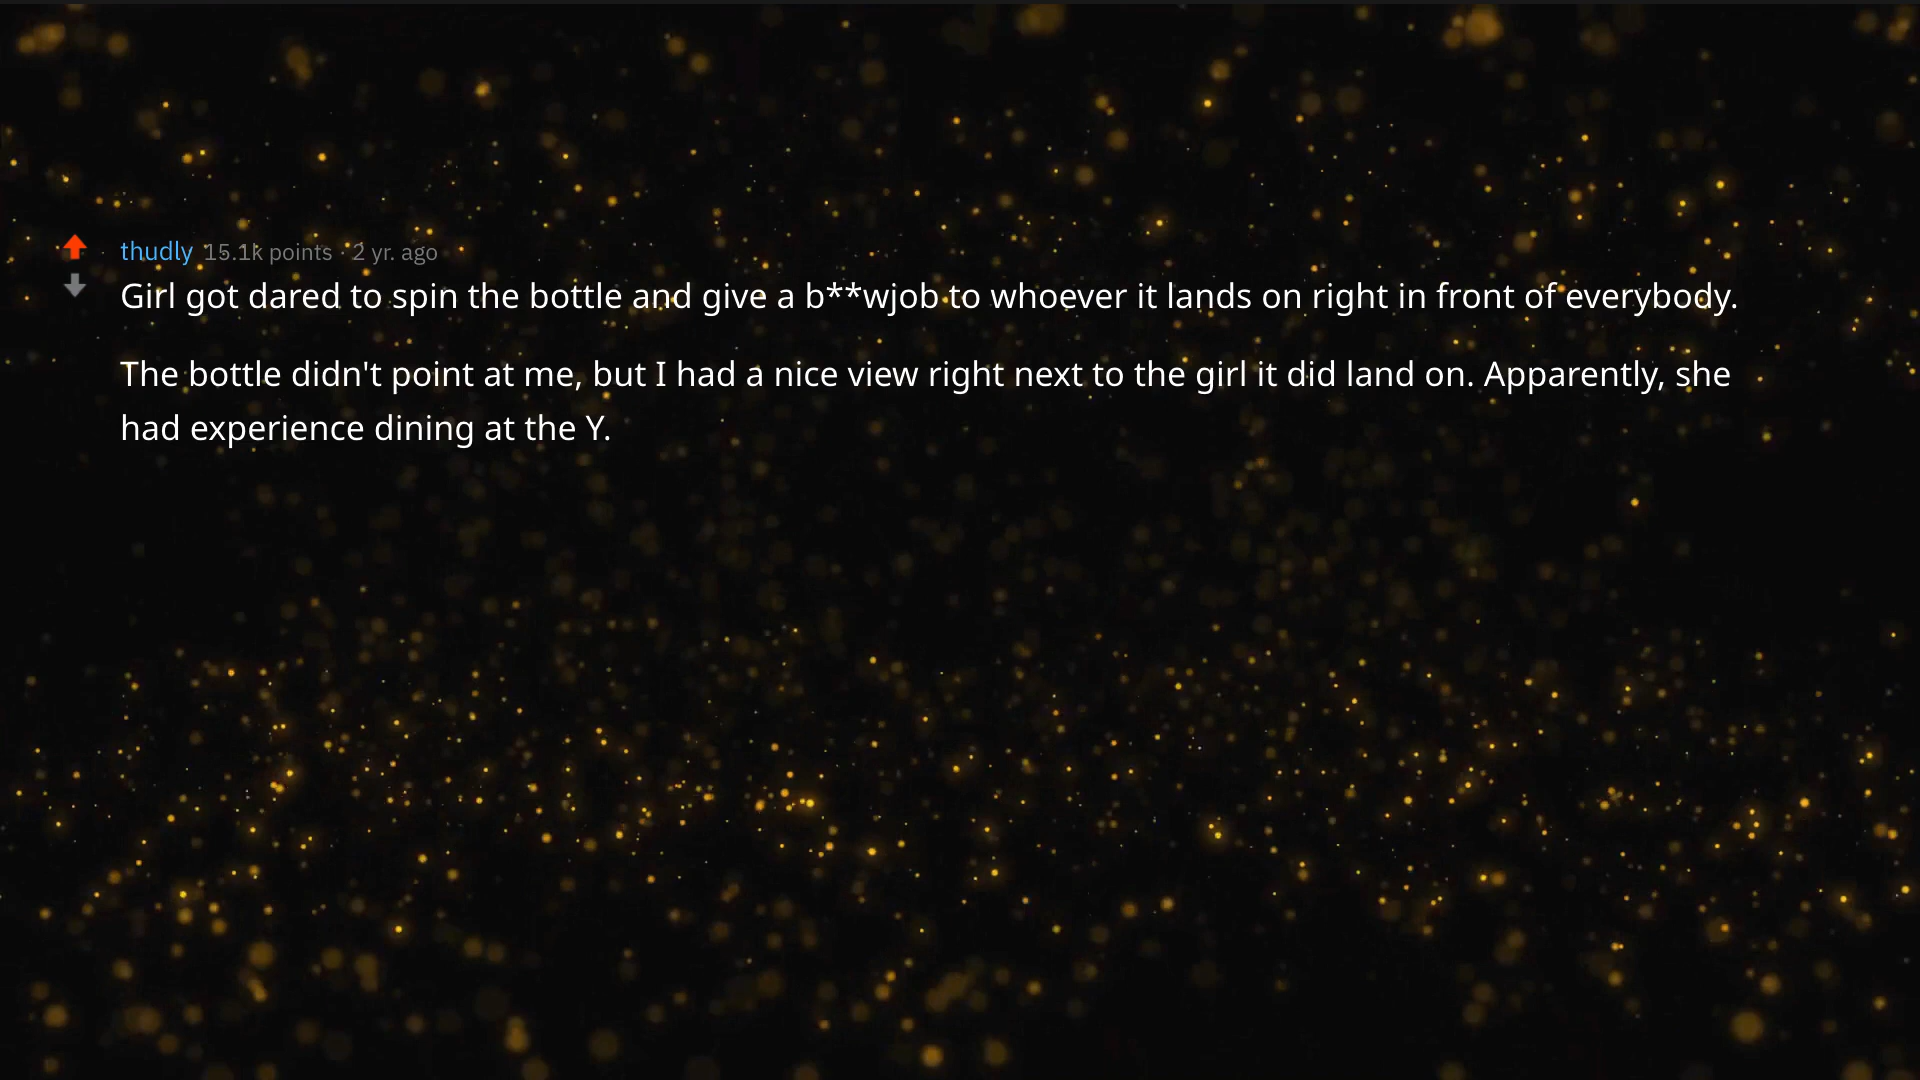 thudly 15.1k points · 2 yr. ago
Girl got dared to spin the bottle and give a b**wjob to whoever it lands on right in front of everybody.
The bottle didn't point at me, but I had a nice view right next to the girl it did land on. Apparently, she
had experience dining at the Y.